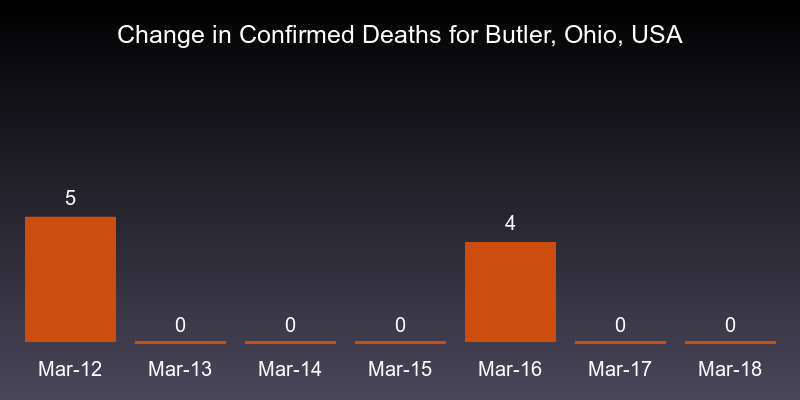 Change in Confirmed Deaths for Butler, Ohio, USA
5
4
0
0
0
0
0
Mar-12
Mar-13
Mar-14
Mar-15
Mar-16
Mar-17
Mar-18